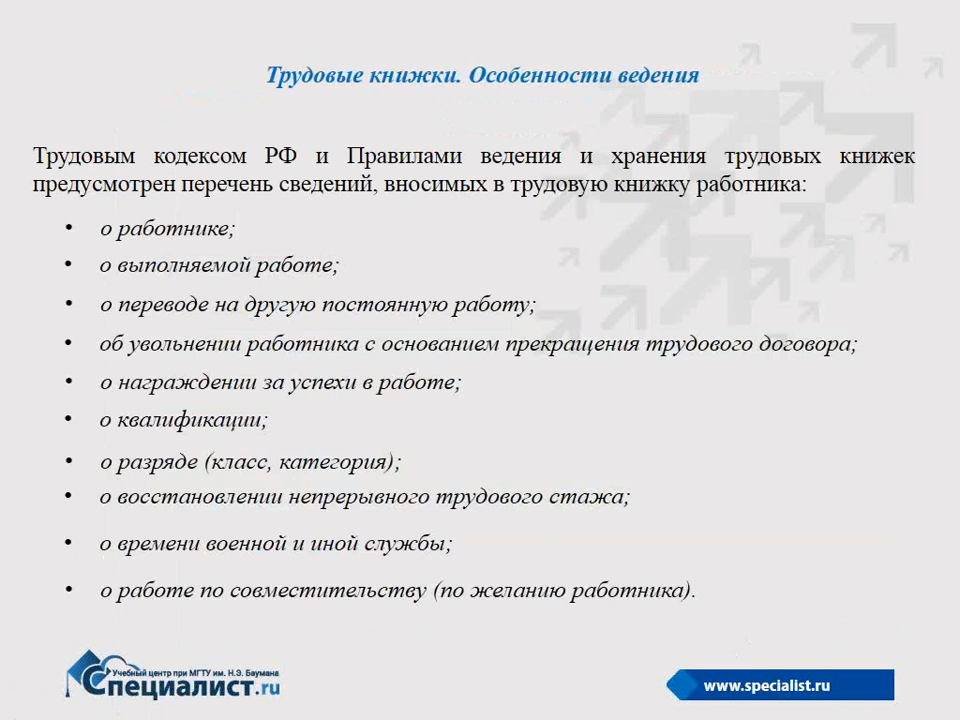 Трудовые книжки. Особенности ведения
Трудовым кодексом РФ и Правилами ведения и хранения трудовых книжек
предусмотрен перечень сведений, вносимых в трудовую книжку работника:
• о работнике;
• о выполняемой работе;
• о переводе на другую постоянную работу;
• об увольнении работника с основанием прекращения трудового договора;
• о награждении за успехи в работе;
• о квалификации;
• о разряде (класс, категория);
• о восстановлении непрерывного трудового стажа;
• о времени военной и иной службы;
• о работе по совместительству (по желанию работника).
Учебный центр при МГТУ им. Н.Э. Баумана
Специалист.ru
www.specialist.ru